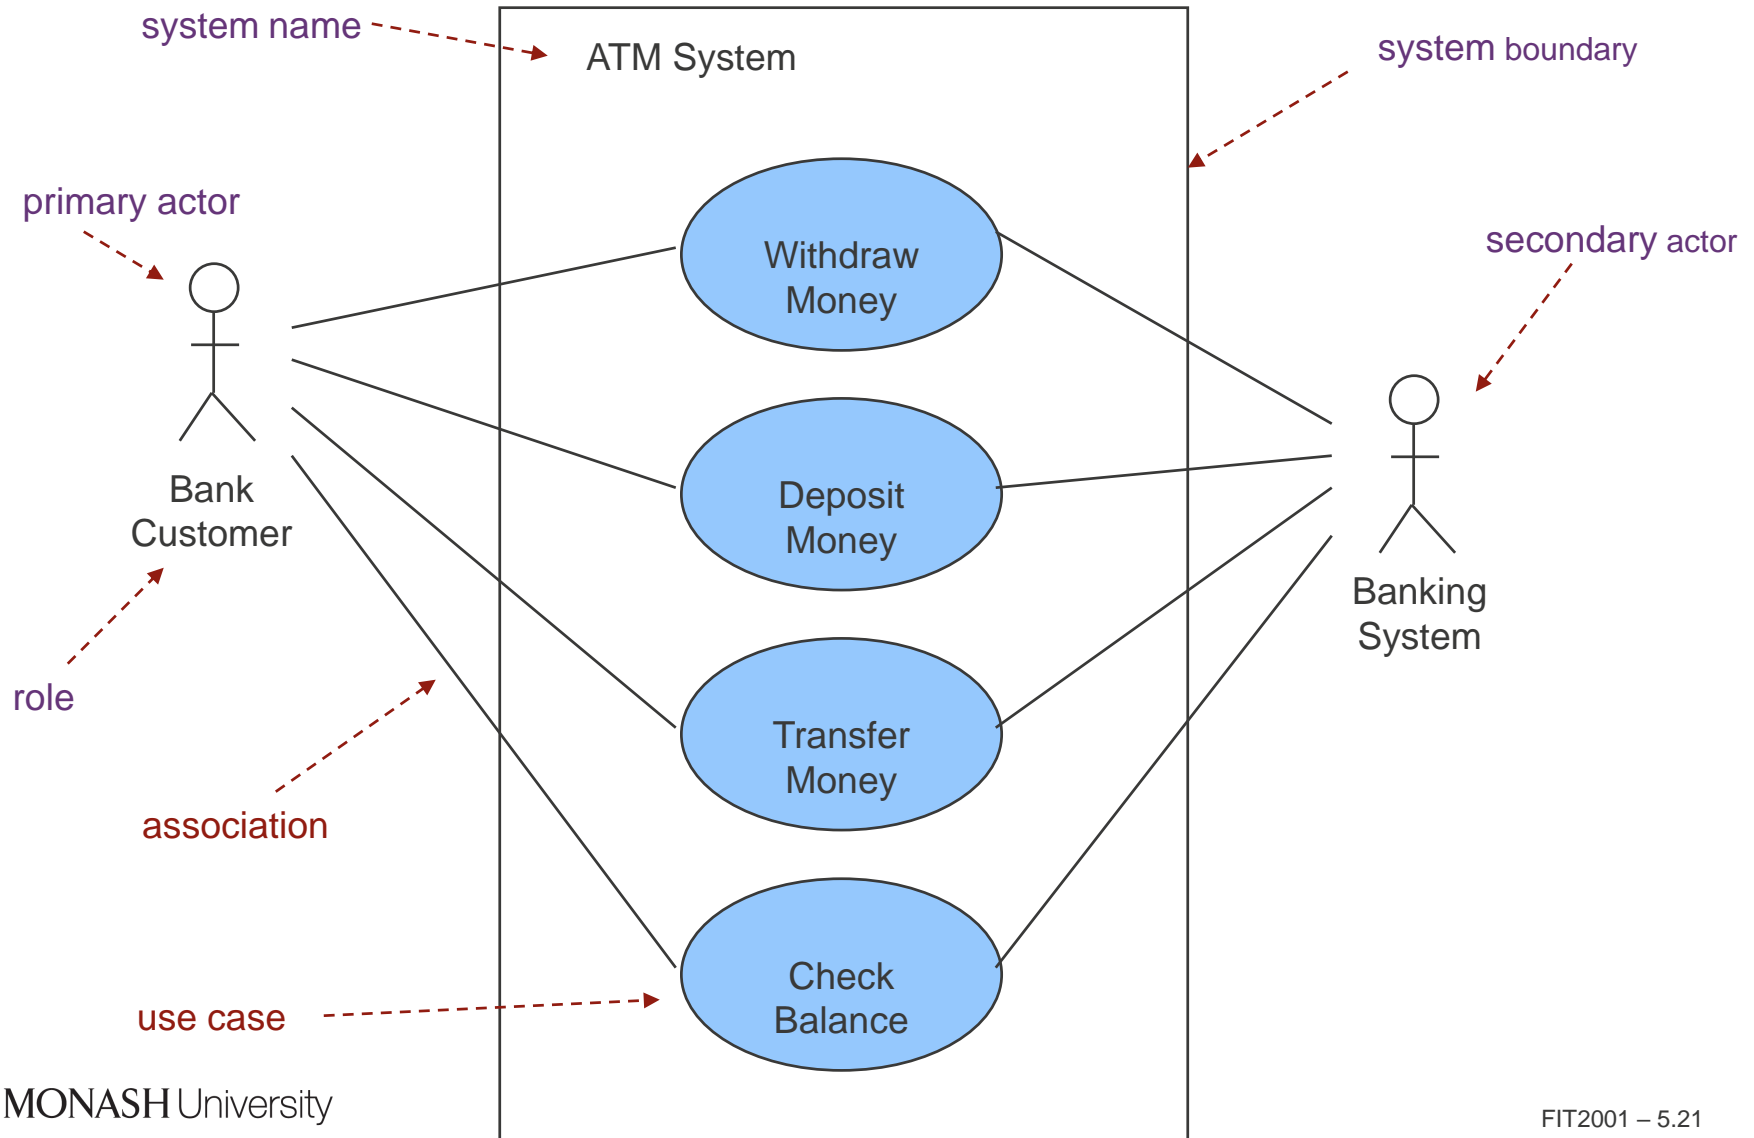 system name
ATM System
system boundary
primary actor
secondary actor
Withdraw
Money
Bank
Customer
Deposit
Money
Banking
System
role
Transfer
Money
association
Check
Balance
use case
MONASH University
FIT2001 – 5.21